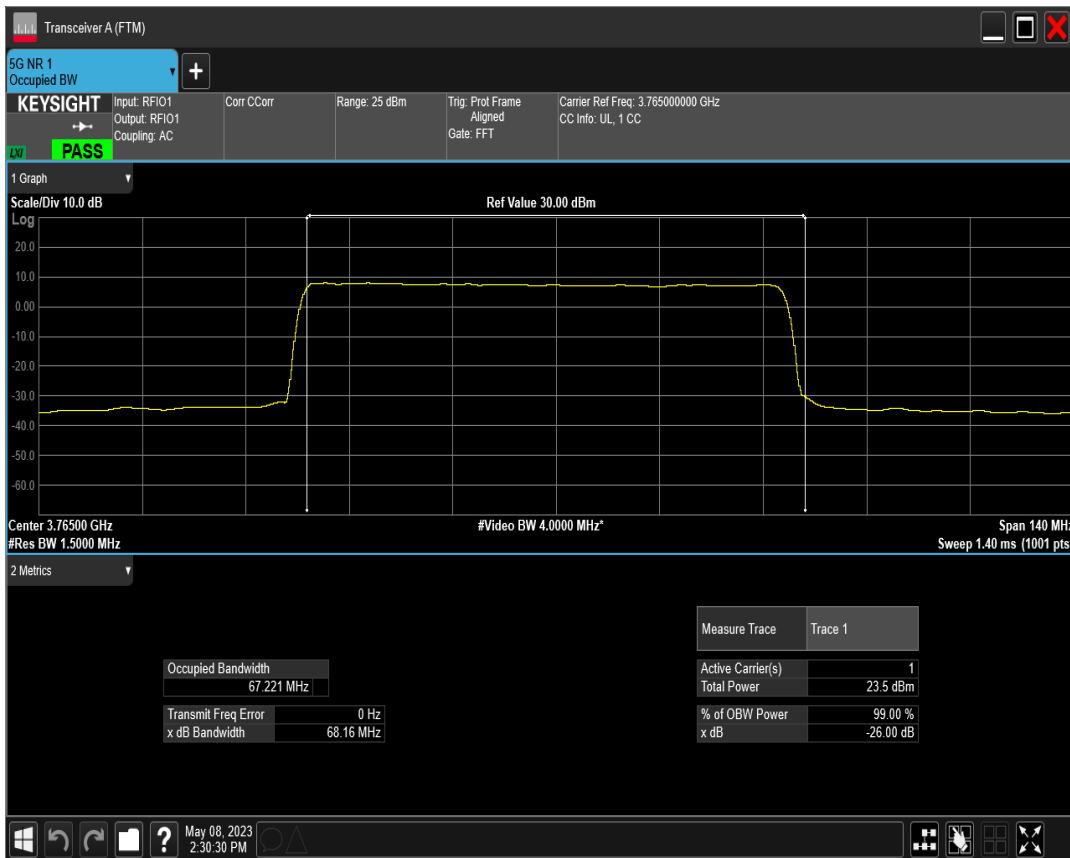 Transceiver A (FTM)
5G NR 1
Occupied BW
+
KEYSIGHT
LXI
PASS
Input: RFIO1
Output: RFIO1
Coupling: AC
Corr CCorr
Range: 25 dBm
Trig: Prot Frame
Aligned
Gate: FFT
Carrier Ref Freq: 3.765000000 GHz
CC Info: UL, 1 CC
1 Graph
Scale/Div 10.0 dB
Ref Value 30.00 dBm
Log
20.0
10.0
0.00
-10.0
-20.0
-30.0
-40.0
-50.0
-60.0
Center 3.76500 GHz
#Video BW 4.0000 MHz*
Span 140 MHz
#Res BW 1.5000 MHz
Sweep 1.40 ms (1001 pts
2 Metrics
Measure Trace Trace 1
Occupied Bandwidth
67.221 MHz
Active Carrier(s) 1
Total Power 23.5 dBm
Transmit Freq Error 0 Hz
x dB Bandwidth 68.16 MHz
% of OBW Power 99.00 %
x dB -26.00 dB
?
May 08, 2023
2:30:30 PM